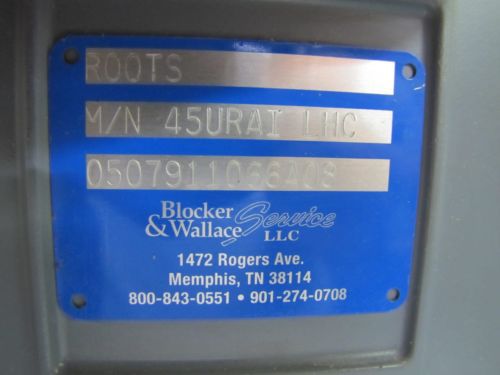 ROOTS
M/N 45URAI LHC
0507911066A08
Blocker
& Wallace Service
LLC
1472 Rogers Ave.
Memphis, TN 38114
800-843-0551 • 901-274-0708